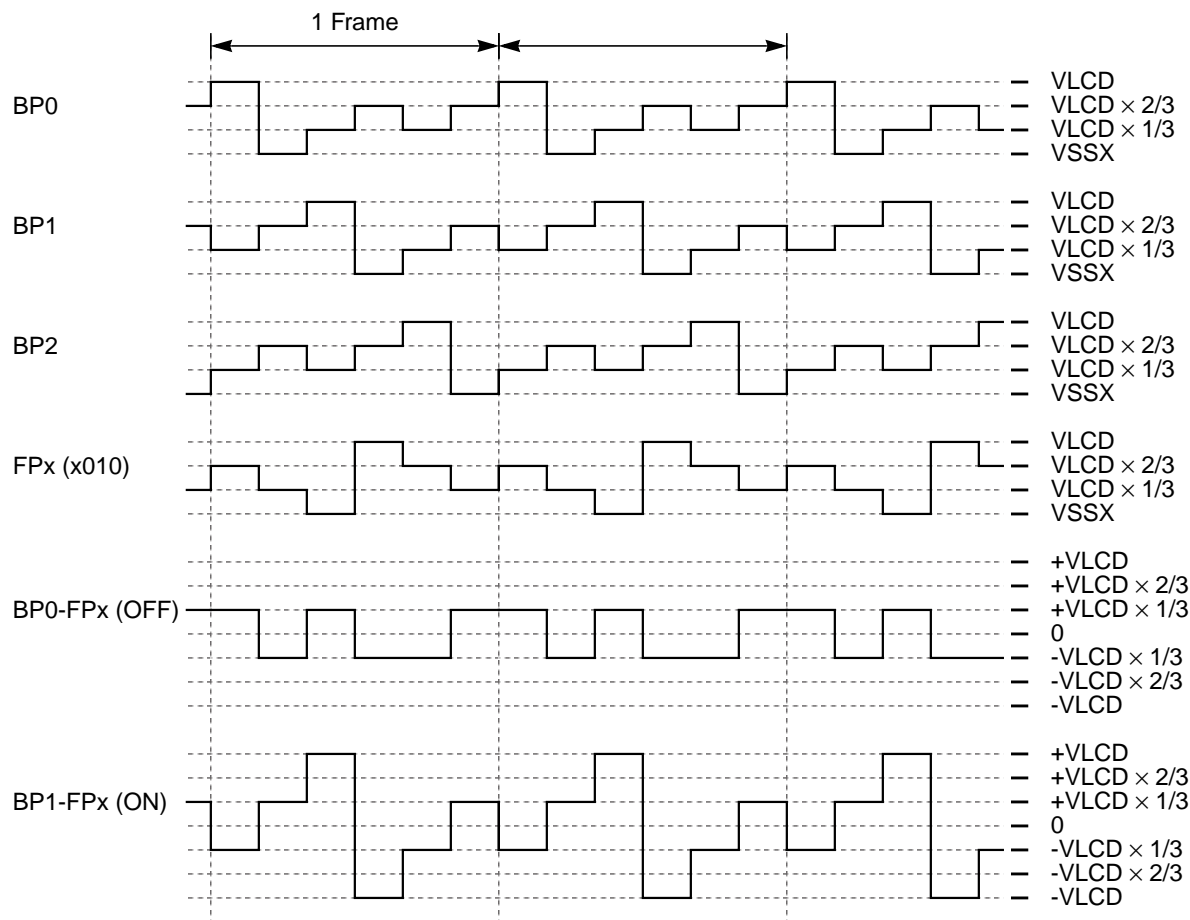 1 Frame
BP0
VLCD
VLCD × 2/3
VLCD × 1/3
VSSX
BP1
VLCD
VLCD × 2/3
VLCD × 1/3
VSSX
BP2
VLCD
VLCD × 2/3
VLCD × 1/3
VSSX
FPx (x010)
VLCD
VLCD × 2/3
VLCD × 1/3
VSSX
BP0-FPx (OFF)
+VLCD
+VLCD × 2/3
+VLCD × 1/3
0
-VLCD × 1/3
-VLCD × 2/3
-VLCD
BP1-FPx (ON)
+VLCD
+VLCD × 2/3
+VLCD × 1/3
0
-VLCD × 1/3
-VLCD × 2/3
-VLCD